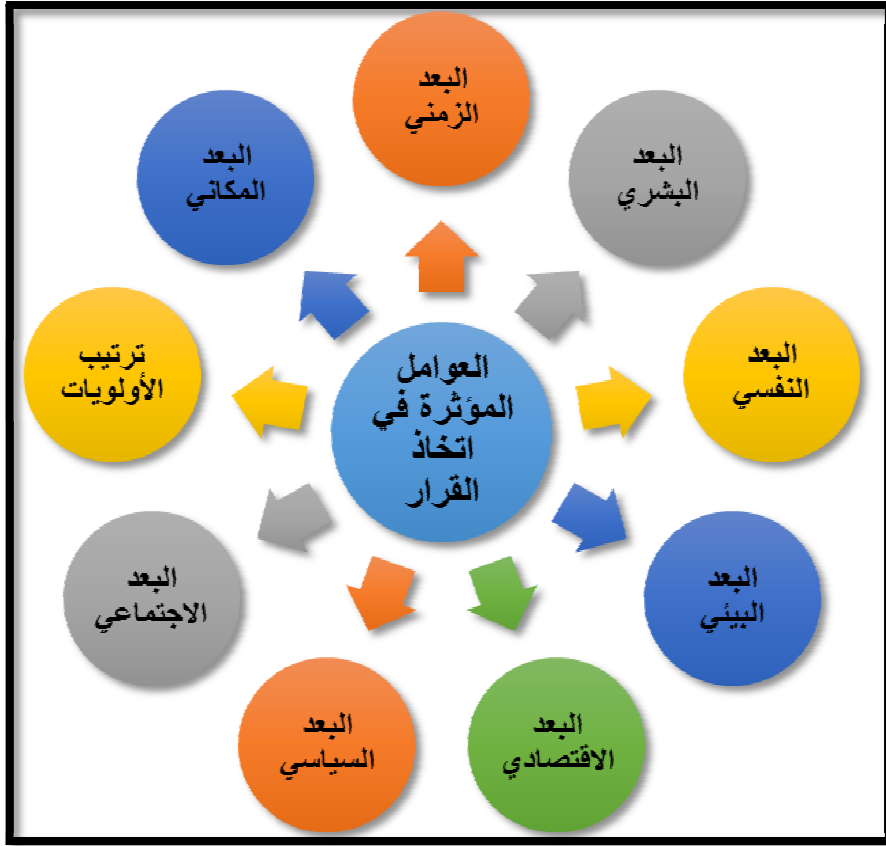 البعد
الزمني
البعد
البشري
البعد
النفسي
البعد
البيئي
البعد
الاقتصادي
البعد
السياسي
البعد
الاجتماعي
ترتيب
الأولويات
البعد
المكاني
العوامل
المؤثرة في
اتخاذ
القرار